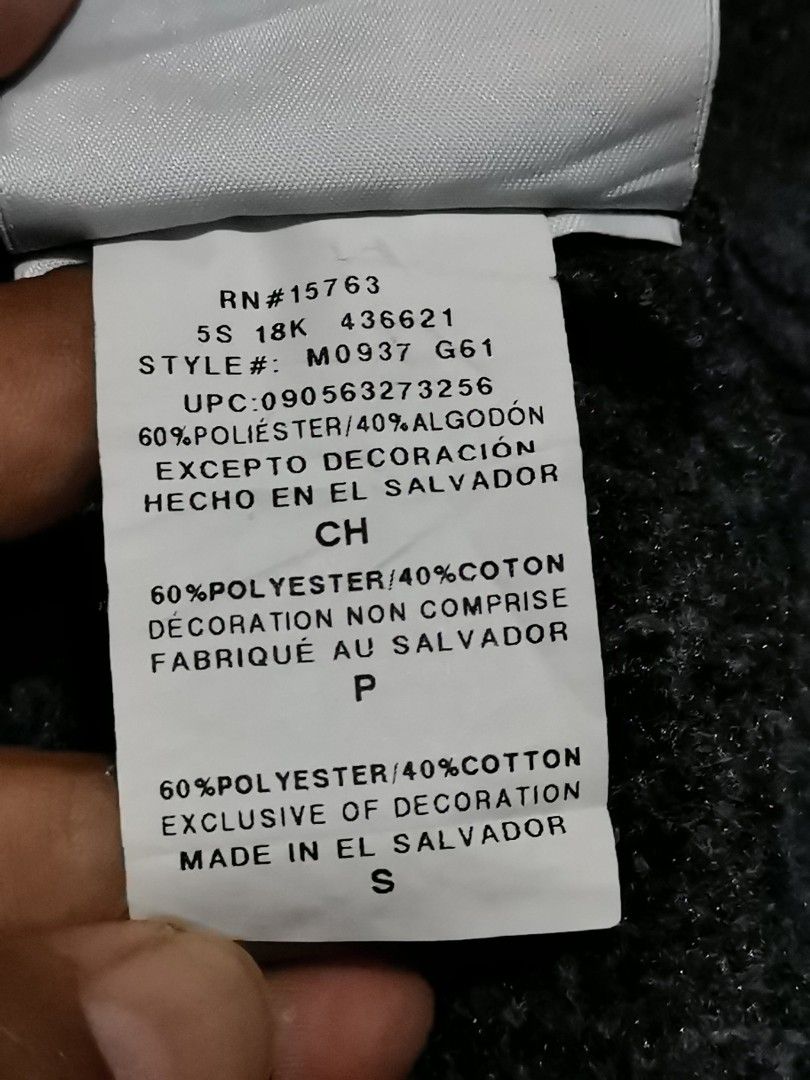 RN#15763
5S 18K 436621
STYLE#: M0937 G61
UPC:090563273256
60%POLIÉSTER/40%ALGODÓN
EXCEPTO DECORACIÓN
HECHO EN EL SALVADOR
CH
60%POLYESTER/40%COTON
DÉCORATION NON COMPRISE
FABRIQUÉ AU SALVADOR
P
60%POLYESTER/40%COTTON
EXCLUSIVE OF DECORATION
MADE IN EL SALVADOR
S